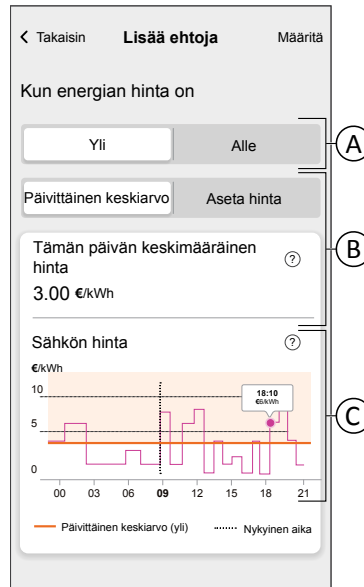 Takaisin Lisää ehtoja Määritä
Kun energian hinta on
Yli Alle
A
Päivittäinen keskiarvo Aseta hinta
B
Tämän päivän keskimääräinen
hinta
?
3.00 €/kWh
Sähkön hinta ?
€/kWh
10
18:10
€6/kWh
C
5
0
00 03 06 09 12 15 18 21
Päivittäinen keskiarvo (yli) Nykyinen aika